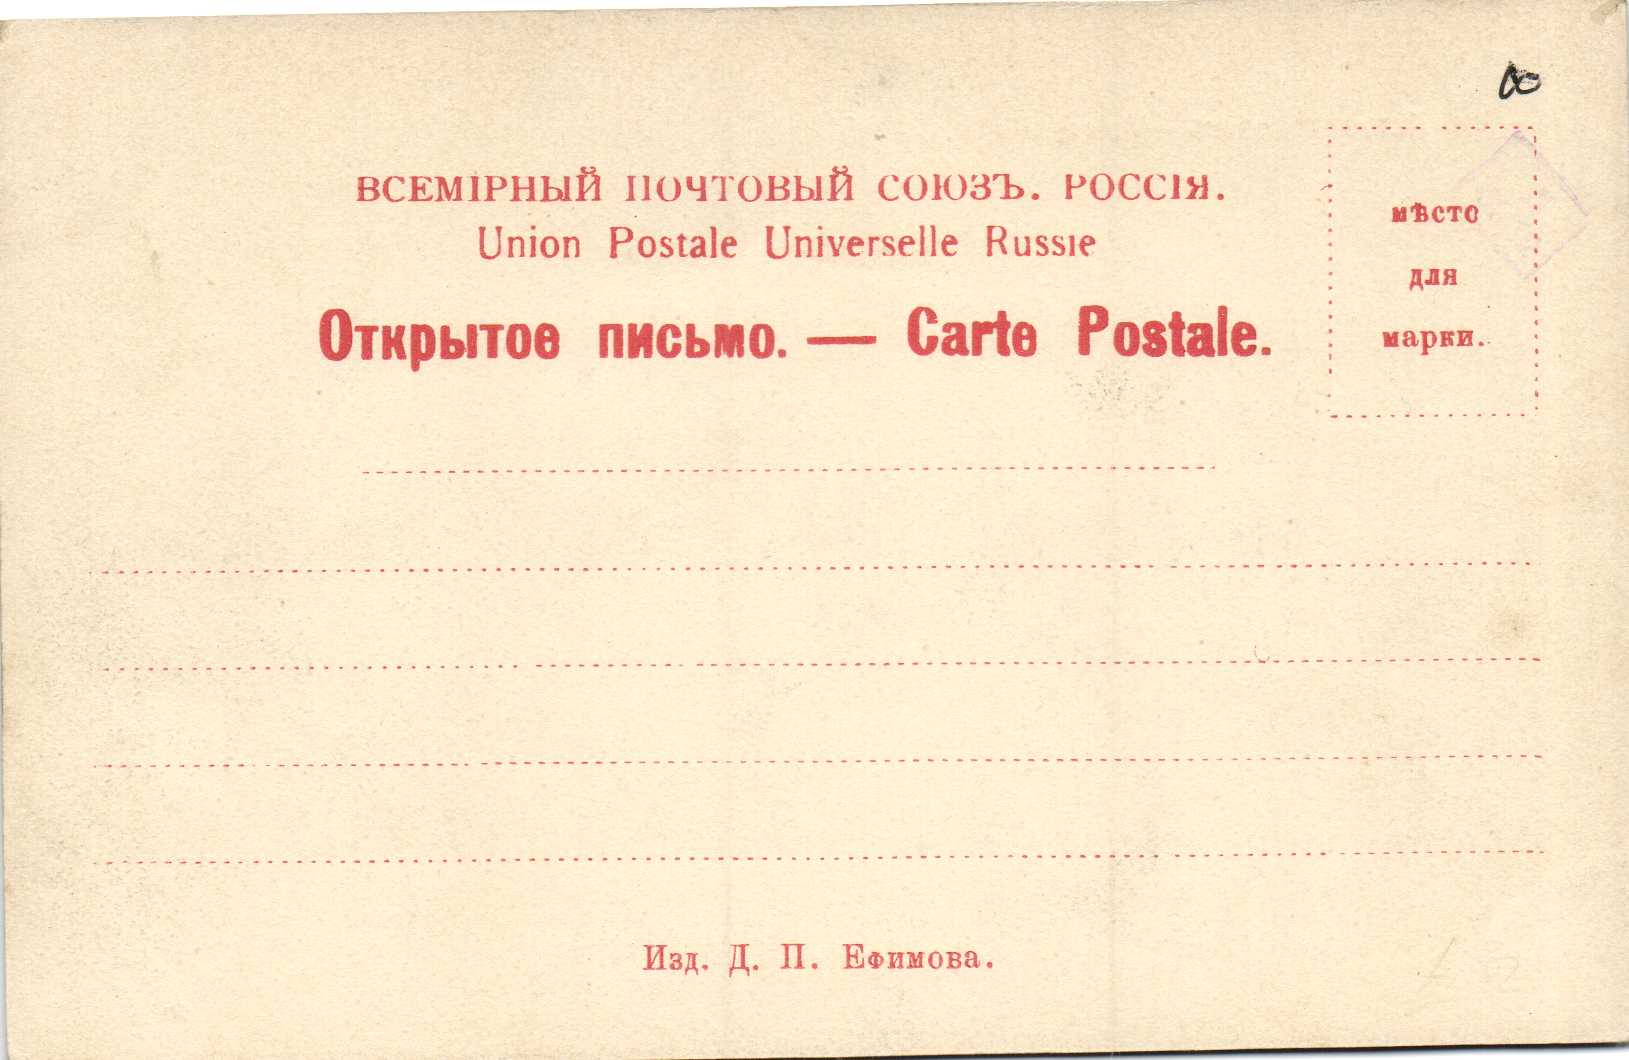 ВСЕМІРНЫЙ ПОЧТОВЫЙ СОЮЗЪ. РОССІЯ.
Union Postale Universelle Russie
Открытое письмо. — Carte Postale.
мѣсто
для
марки.
Изд. Д. П. Ефимова.